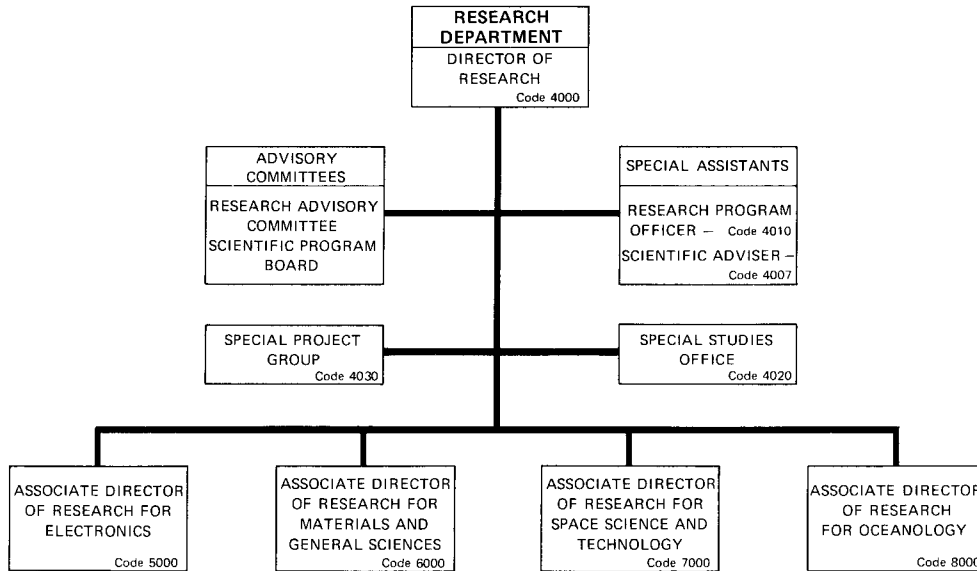 RESEARCH
DEPARTMENT
DIRECTOR OF
RESEARCH
Code 4000
ADVISORY
COMMITTEES
RESEARCH ADVISORY
COMMITTEE
SCIENTIFIC PROGRAM
BOARD
SPECIAL ASSISTANTS
RESEARCH PROGRAM
OFFICER – Code 4010
SCIENTIFIC ADVISER –
Code 4007
SPECIAL PROJECT
GROUP
Code 4030
SPECIAL STUDIES
OFFICE
Code 4020
ASSOCIATE DIRECTOR
OF RESEARCH FOR
ELECTRONICS
Code 5000
ASSOCIATE DIRECTOR
OF RESEARCH FOR
MATERIALS AND
GENERAL SCIENCES
Code 6000
ASSOCIATE DIRECTOR
OF RESEARCH FOR
SPACE SCIENCE AND
TECHNOLOGY
Code 7000
ASSOCIATE DIRECTOR
OF RESEARCH
FOR OCEANOLOGY
Code 8000